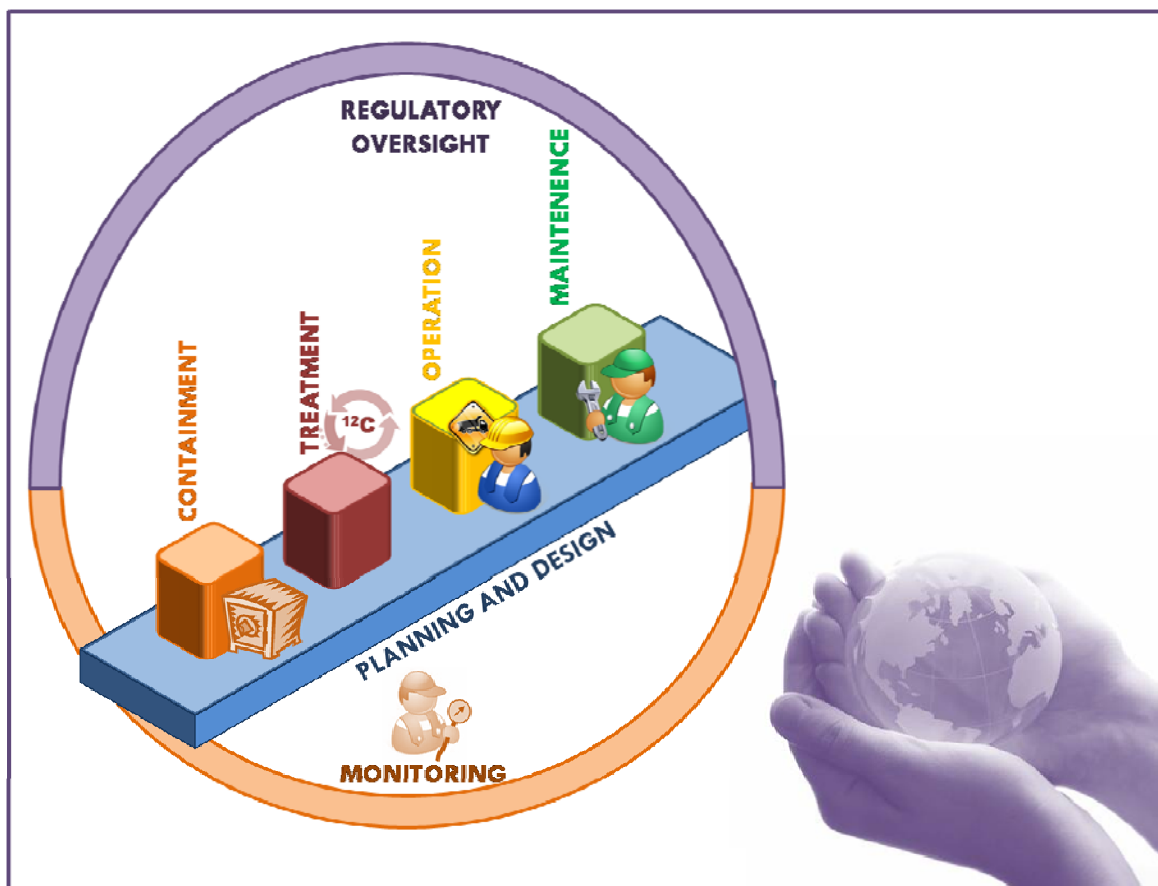 REGULATORY
OVERSIGHT
MAINTENENCE
OPERATION
TREATMENT
CONTAINMENT
¹²C
PLANNING AND DESIGN
MONITORING